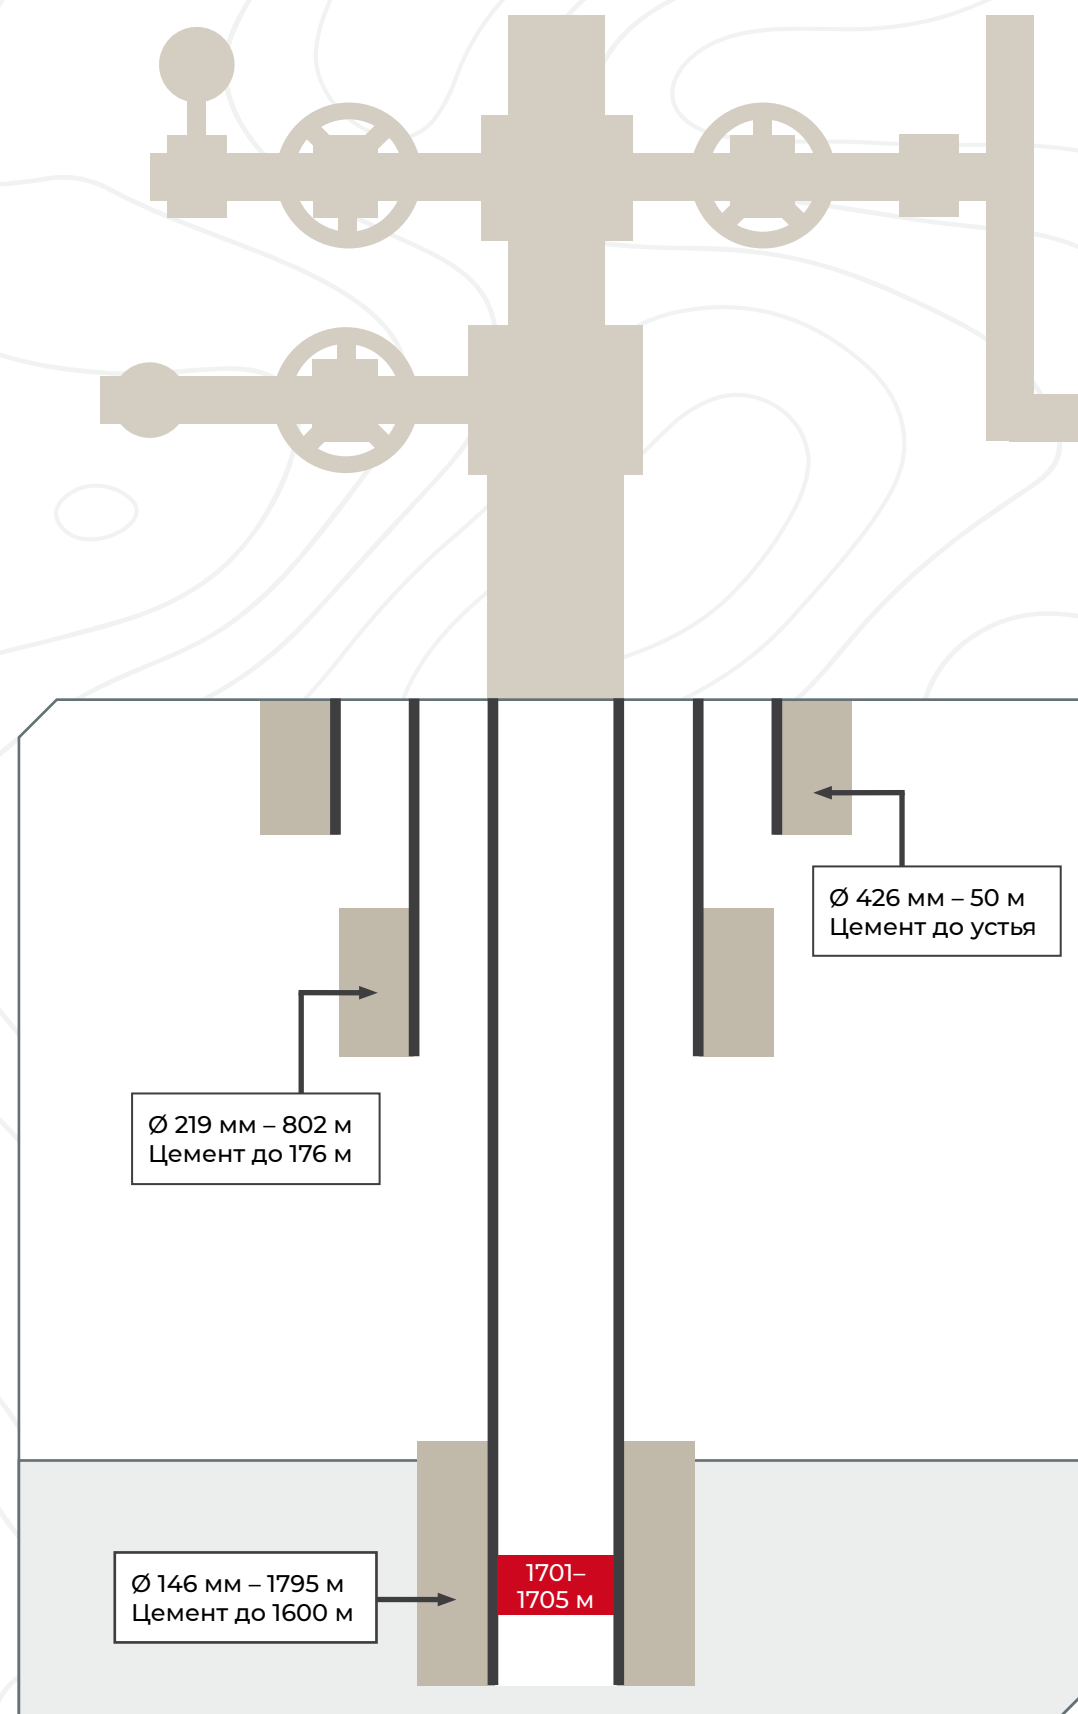 Ø 426 мм – 50 м
Цемент до устья
Ø 219 мм – 802 м
Цемент до 176 м
Ø 146 мм – 1795 м
Цемент до 1600 м
1701–
1705 м